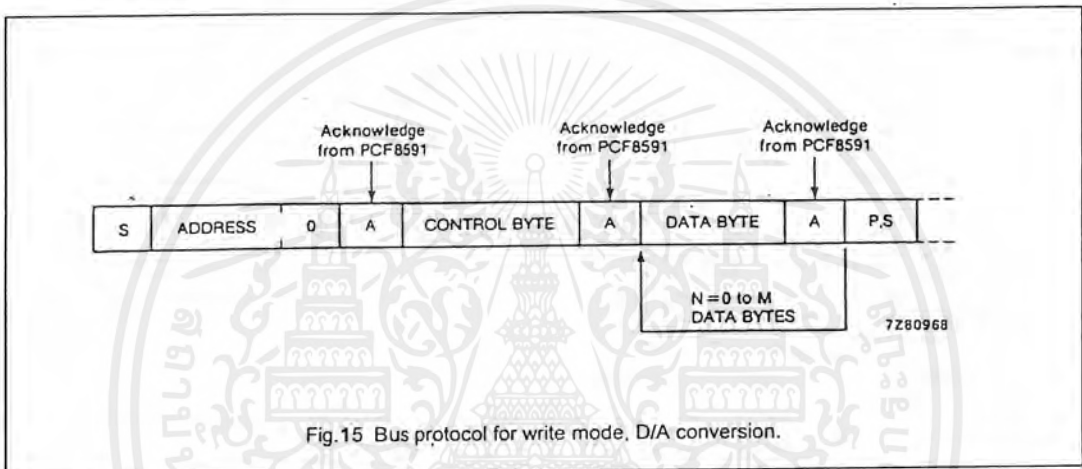 Acknowledge
from PCF8591
Acknowledge
from PCF8591
Acknowledge
from PCF8591
S ADDRESS 0 A CONTROL BYTE A DATA BYTE A P,S
N = 0 to M
DATA BYTES
7Z80968
Fig.15 Bus protocol for write mode, D/A conversion.